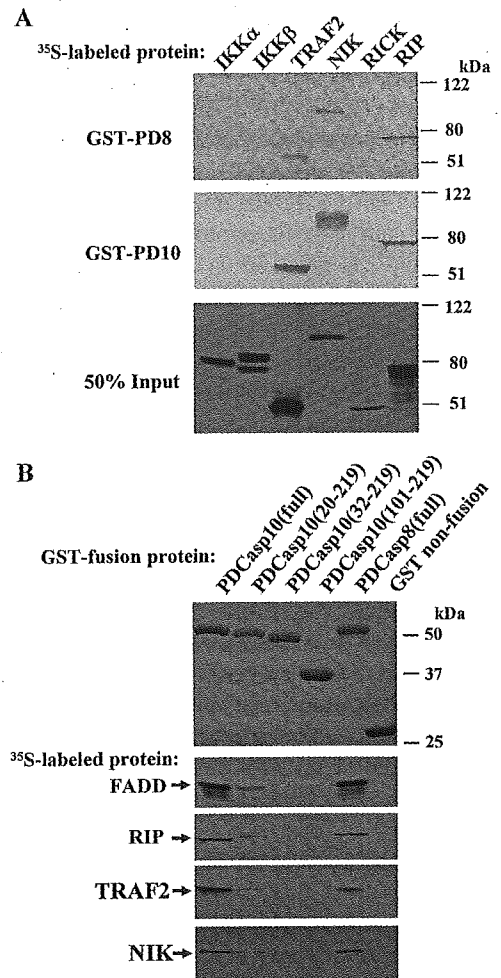 A
³⁵S-labeled protein: IKKα IKKβ TRAF2 NIK RICK RIP
kDa
122
GST-PD8
80
51
122
GST-PD10
80
51
122
50% Input
80
51
B
GST-fusion protein: PDCasp10(full) PDCasp10(20-219) PDCasp10(32-219) PDCasp10(101-219) PDCasp8(full) GST non-fusion
kDa
50
37
25
³⁵S-labeled protein:
FADD
RIP
TRAF2
NIK